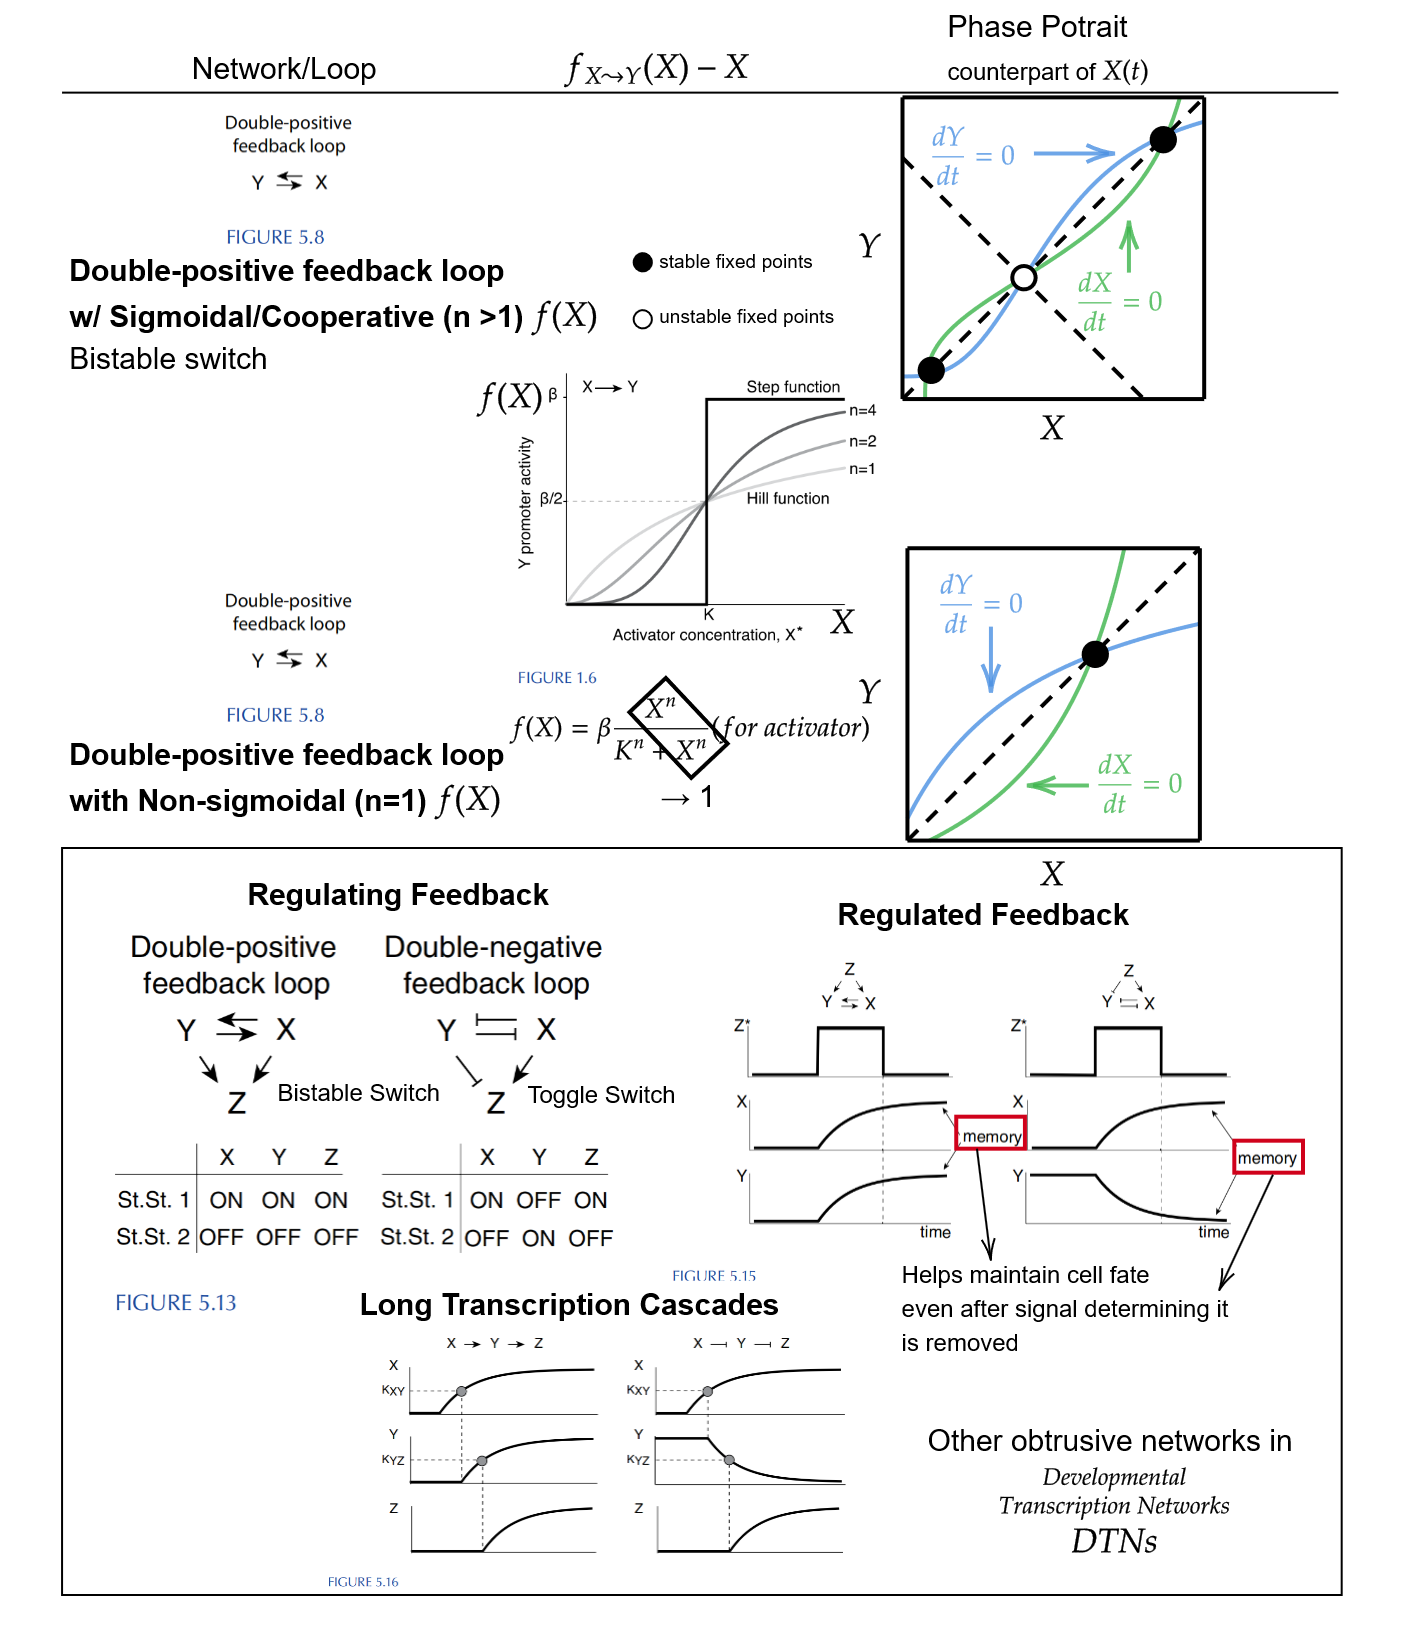 Network/Loop
f X⇝Y(X) − X
Phase Potrait
counterpart of X(t)
Double-positive
feedback loop
Y ⇆ X
FIGURE 5.8
Double-positive feedback loop
w/ Sigmoidal/Cooperative (n >1) f(X)
Bistable switch
stable fixed points
unstable fixed points
dY/dt = 0
dX/dt = 0
Y
X
f(X)
β
X → Y
Step function
n=4
n=2
n=1
β/2
Hill function
Y promoter activity
K
X
Activator concentration, X*
FIGURE 1.6
f(X) = β Xⁿ/(Kⁿ + Xⁿ) (for activator)
→ 1
Double-positive
feedback loop
Y ⇆ X
FIGURE 5.8
Double-positive feedback loop
with Non-sigmoidal (n=1) f(X)
dY/dt = 0
dX/dt = 0
Y
X
Regulating Feedback
Double-positive
feedback loop
Y X
Z
Bistable Switch
X Y Z
St.St. 1 ON ON ON
St.St. 2 OFF OFF OFF
Double-negative
feedback loop
Y X
Z
Toggle Switch
X Y Z
St.St. 1 ON OFF ON
St.St. 2 OFF ON OFF
FIGURE 5.13
Regulated Feedback
Z
Y X
Z*
X
Y
memory
time
Z
Y X
Z*
X
Y
memory
time
FIGURE 5.15
Helps maintain cell fate
even after signal determining it
is removed
Long Transcription Cascades
X → Y → Z
X
KXY
Y
KYZ
Z
X ⊣ Y ⊣ Z
X
KXY
Y
KYZ
Z
FIGURE 5.16
Other obtrusive networks in
Developmental
Transcription Networks
DTNs